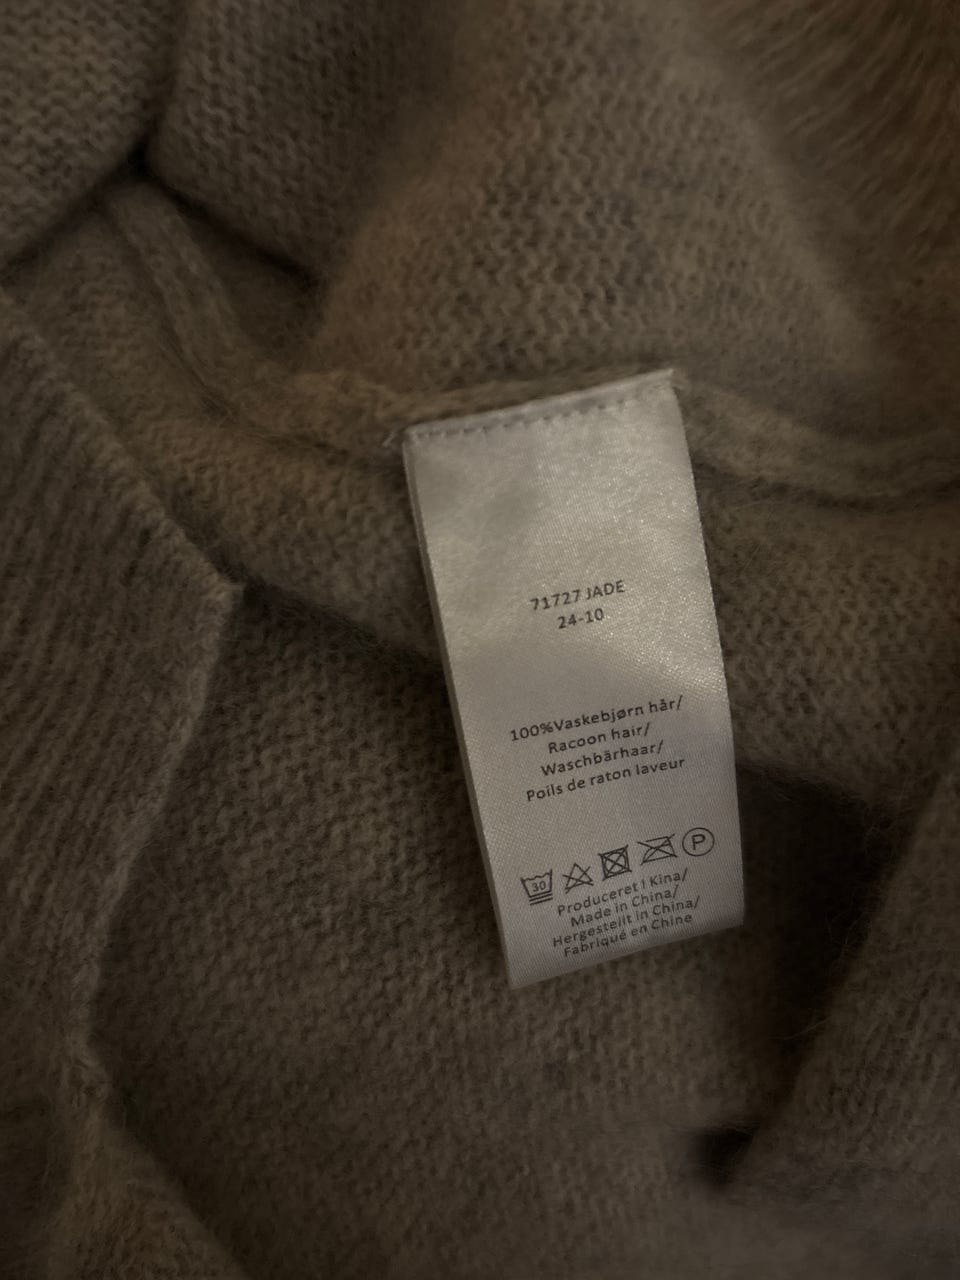 71727 JADE
24-10
100%Vaskebjørn hår/
Racoon hair/
Waschbärhaar/
Poils de raton laveur
30 P
Produceret I Kina/
Made in China/
Hergestellt in China/
Fabriqué en Chine